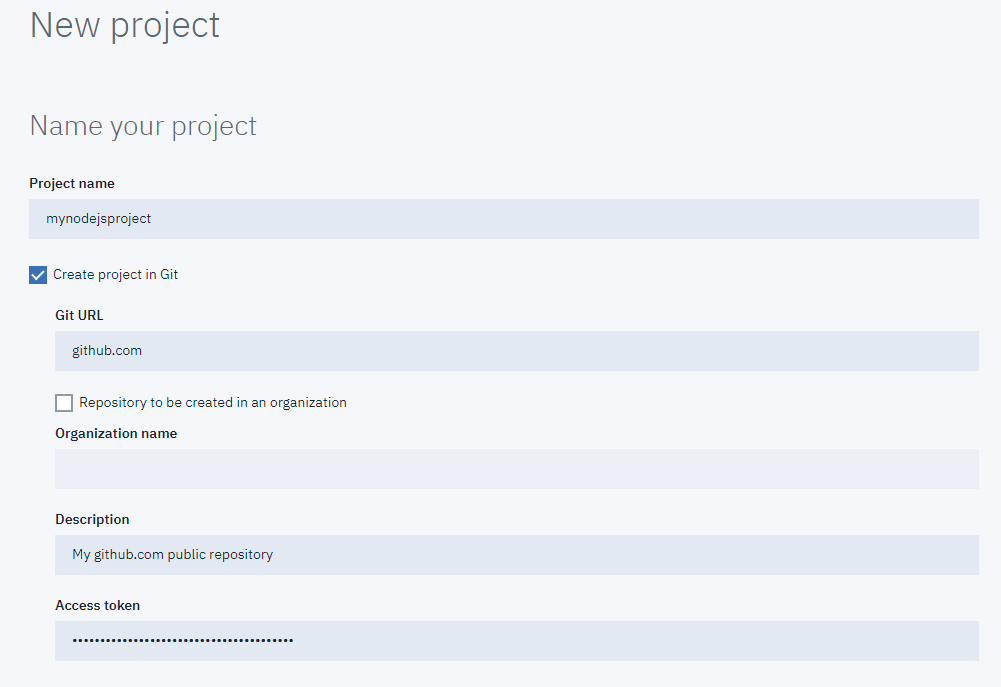 New project
Name your project
Project name
mynodejsproject
Create project in Git
Git URL
github.com
Repository to be created in an organization
Organization name
Description
My github.com public repository
Access token
••••••••••••••••••••••••••••••••••••••••